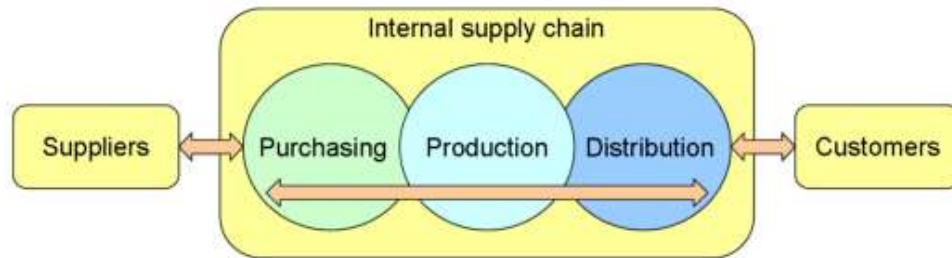 Internal supply chain
Suppliers
Purchasing
Production
Distribution
Customers